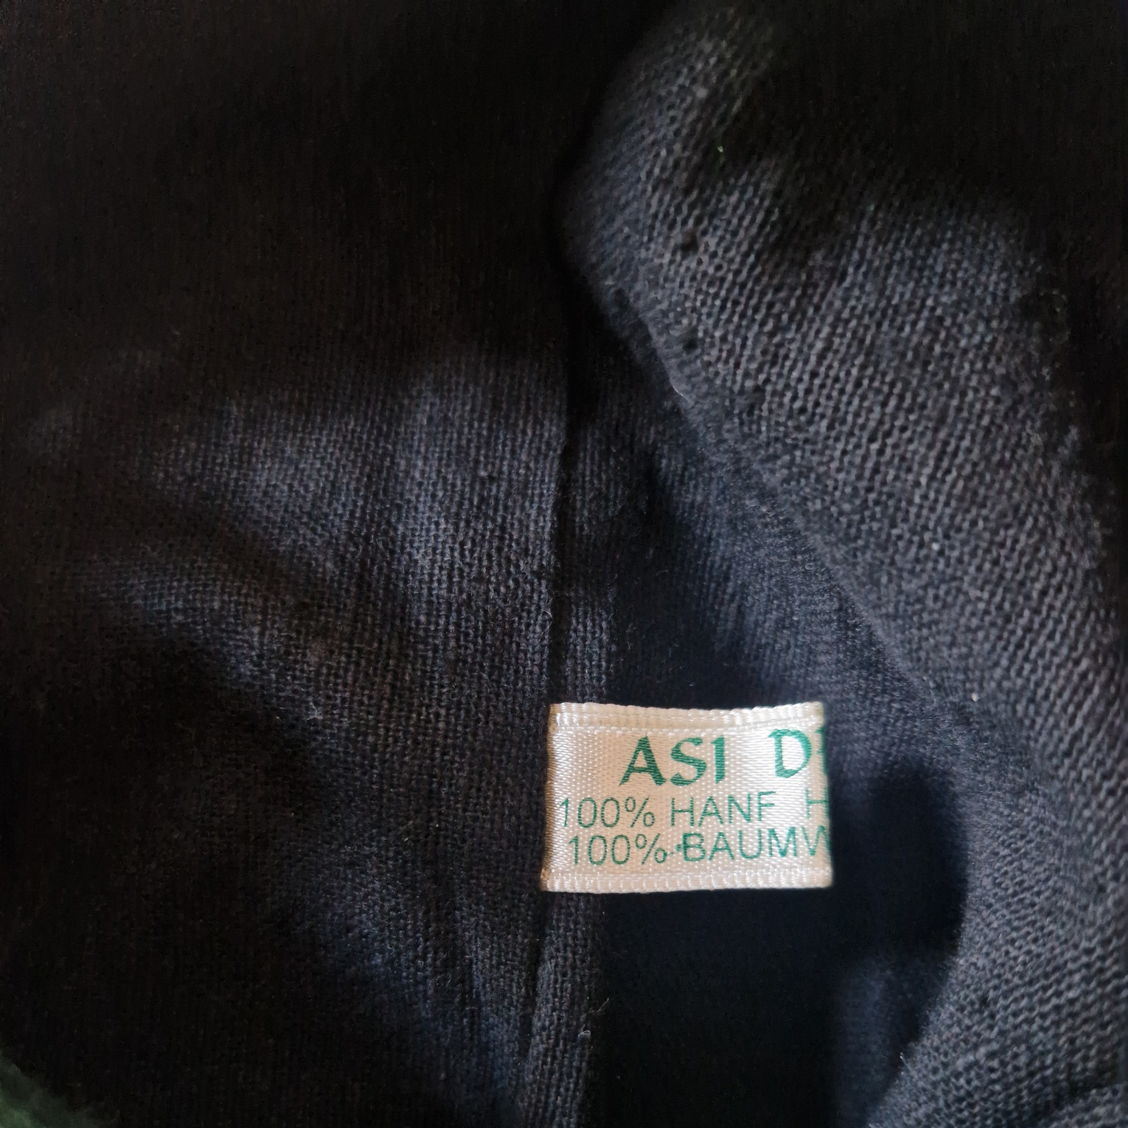 ASI D
100% HANF H
100% BAUMW